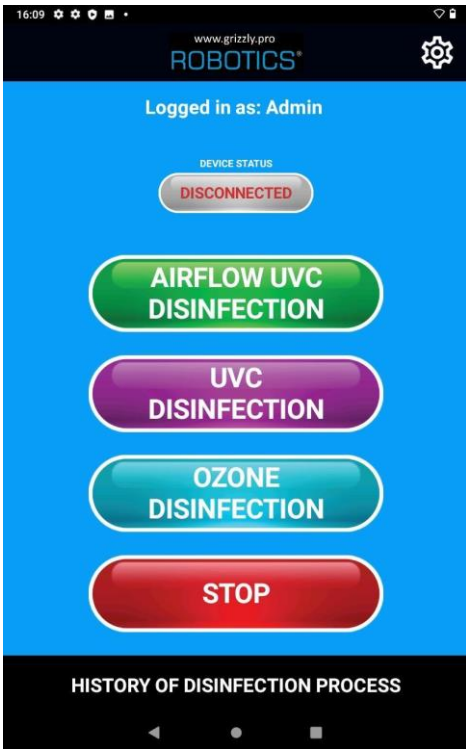 16:09
www.grizzly.pro
ROBOTICS®
Logged in as: Admin
DEVICE STATUS
DISCONNECTED
AIRFLOW UVC
DISINFECTION
UVC
DISINFECTION
OZONE
DISINFECTION
STOP
HISTORY OF DISINFECTION PROCESS